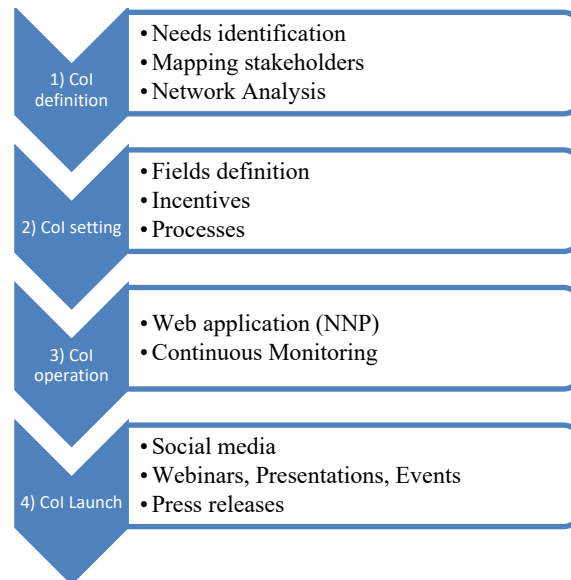 1) CoI
definition
• Needs identification
• Mapping stakeholders
• Network Analysis
2) CoI setting
• Fields definition
• Incentives
• Processes
3) CoI
operation
• Web application (NNP)
• Continuous Monitoring
4) CoI Launch
• Social media
• Webinars, Presentations, Events
• Press releases